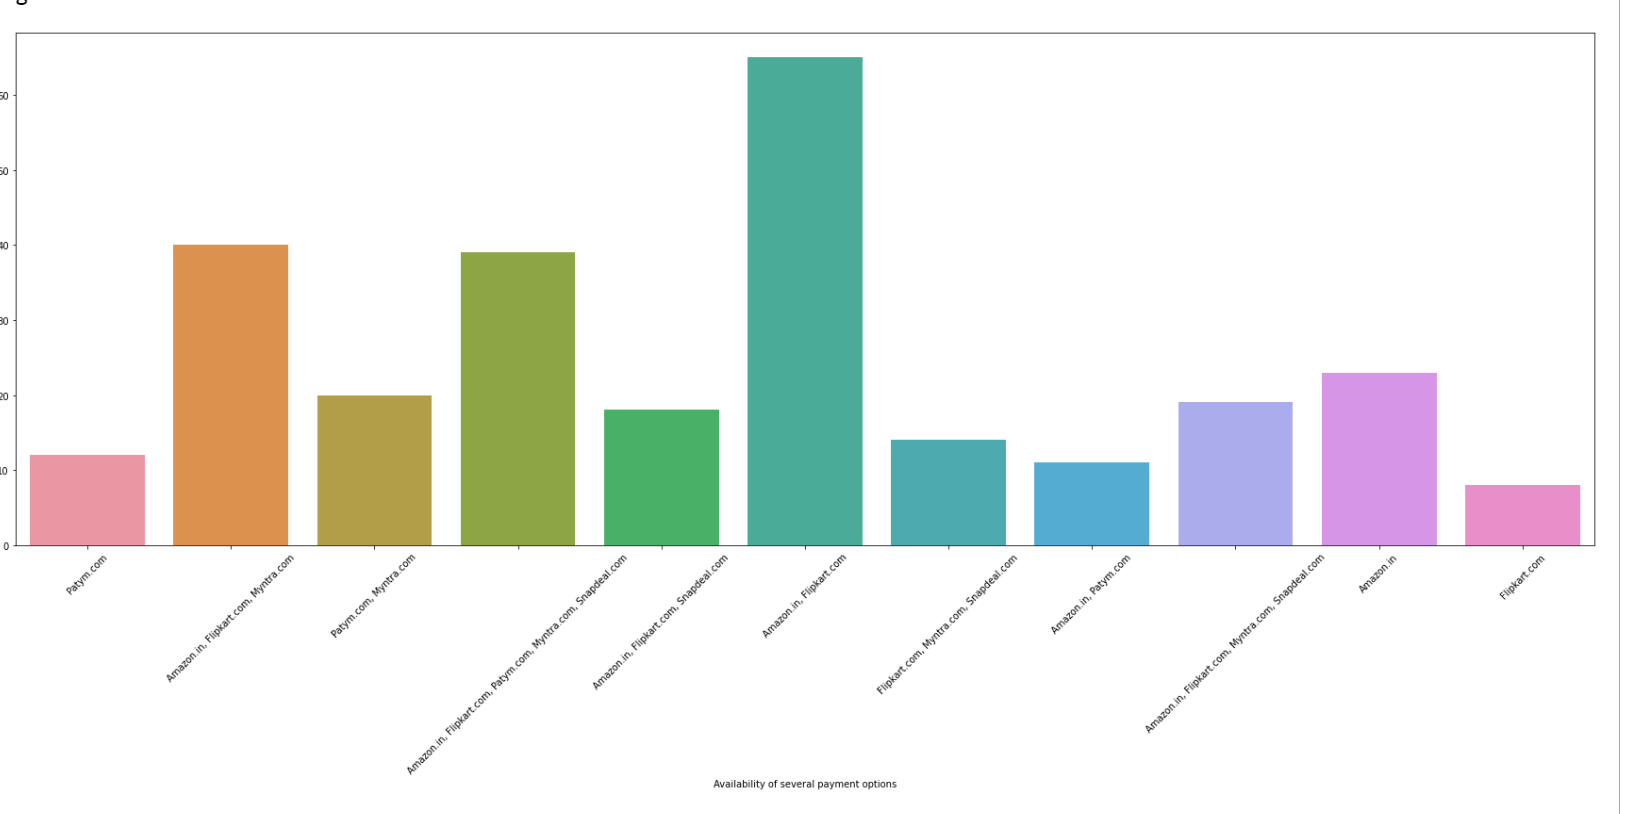 60
50
40
30
20
10
0
Patym.com
Amazon.in, Flipkart.com, Myntra.com
Patym.com, Myntra.com
Amazon.in, Flipkart.com, Patym.com, Myntra.com, Snapdeal.com
Amazon.in, Flipkart.com, Snapdeal.com
Amazon.in, Flipkart.com
Flipkart.com, Myntra.com, Snapdeal.com
Amazon.in, Patym.com
Amazon.in, Flipkart.com, Myntra.com, Snapdeal.com
Amazon.in
Flipkart.com
Availability of several payment options